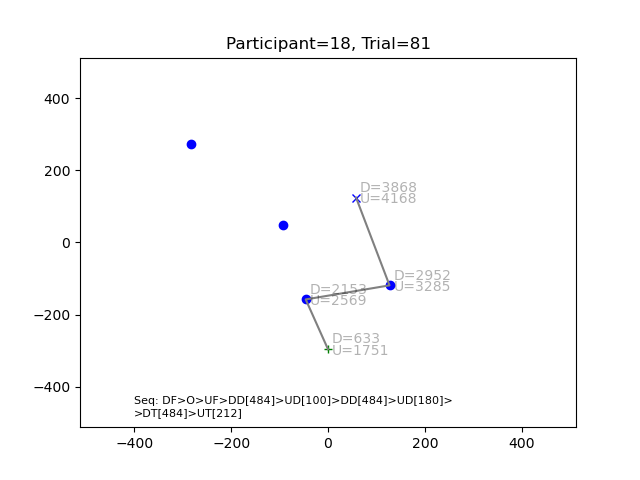 Participant=18, Trial=81
400
200
0
−200
−400
D=3868
U=4168
D=2952
U=3285
D=2153
U=2569
D=633
U=1751
Seq: DF>O>UF>DD[484]>UD[100]>DD[484]>UD[180]>
>DT[484]>UT[212]
−400 −200 0 200 400